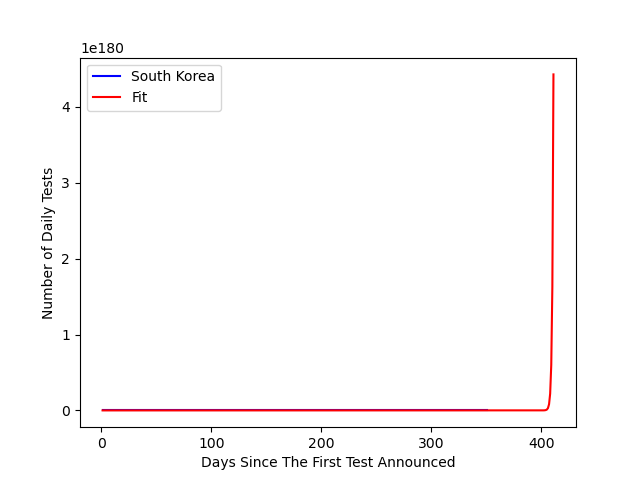 1e180
South Korea
Fit
4
3
2
1
0
Number of Daily Tests
0 100 200 300 400
Days Since The First Test Announced